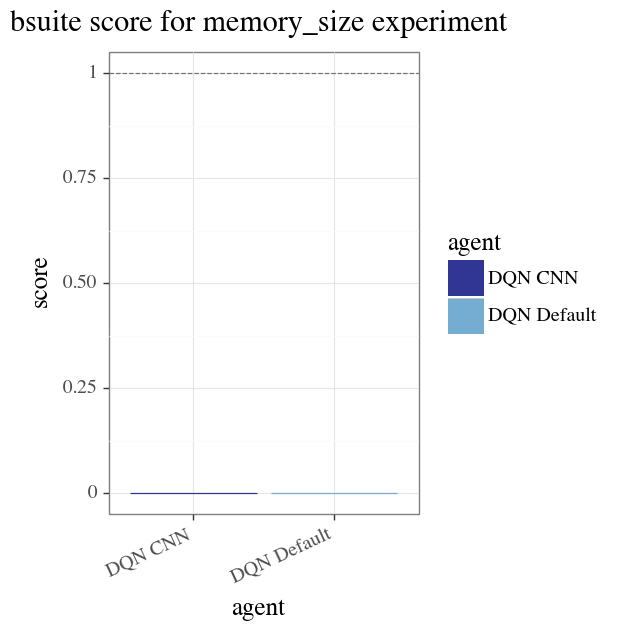 bsuite score for memory_size experiment
score
1
0.75
0.50
0.25
0
DQN CNN
DQN Default
agent
agent
DQN CNN
DQN Default